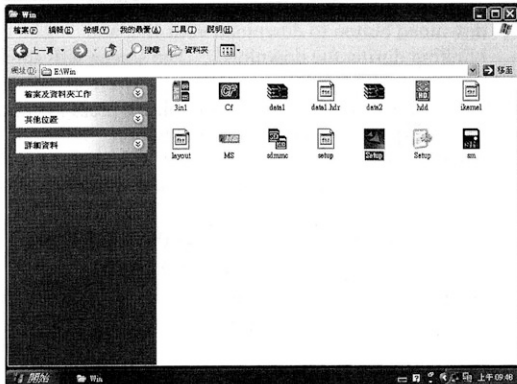 Win
檔案(F) 編輯(E) 檢視(V) 我的最愛(A) 工具(T) 說明(H)
上一頁 搜尋 資料夾
網址(D) E:\Win 移至
檔案及資料夾工作
其他位置
詳細資料
3in1 Cf data1 data1.hdr data2 hdd ikernel
layout MS sdmmc setup Setup Setup sm
開始 Win 上午 09:48